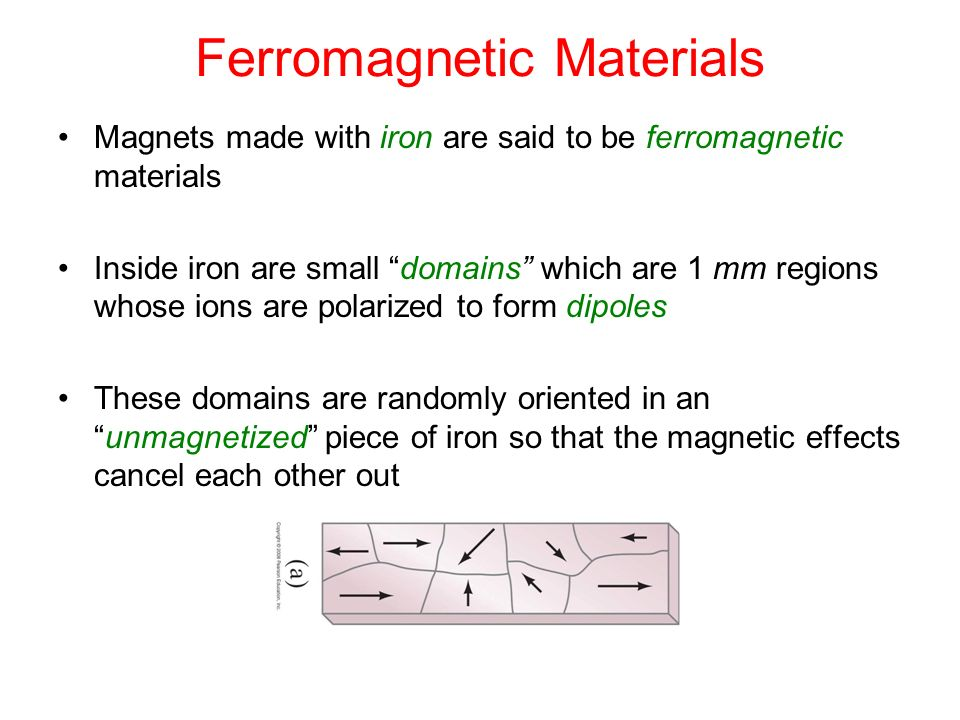 Ferromagnetic Materials
• Magnets made with iron are said to be ferromagnetic
materials
• Inside iron are small “domains” which are 1 mm regions
whose ions are polarized to form dipoles
• These domains are randomly oriented in an
“unmagnetized” piece of iron so that the magnetic effects
cancel each other out
Copyright © 2008 Pearson Education, Inc.
(a)